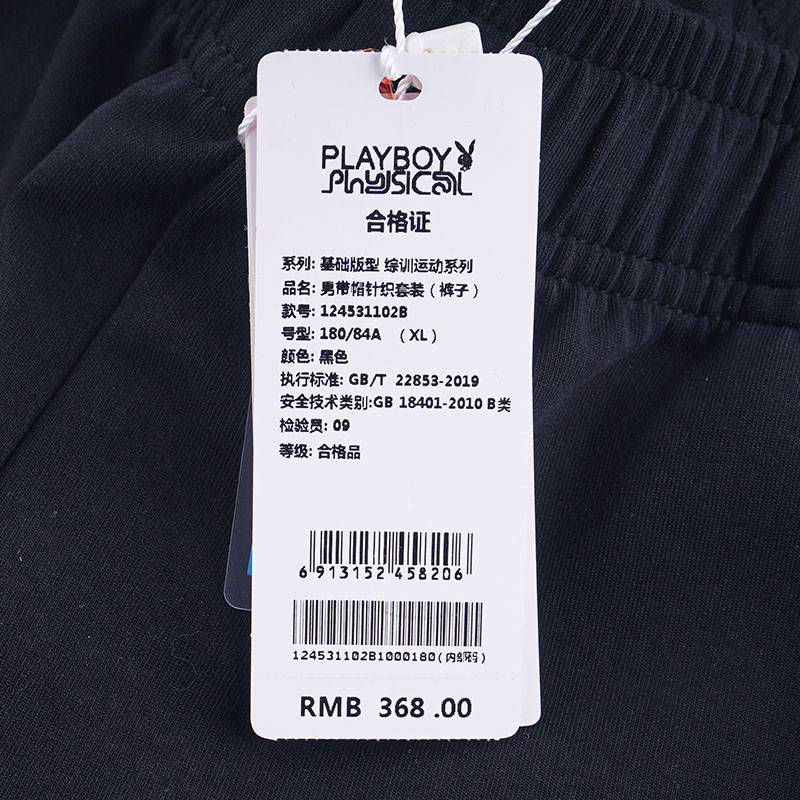 PLAYBOY
PhySICAL
合格证
系列: 基础版型 综训运动系列
品名: 男带帽针织套装（裤子）
款号: 124531102B
号型: 180/84A （XL）
颜色: 黑色
执行标准: GB/T 22853-2019
安全技术类别:GB 18401-2010 B类
检验员: 09
等级: 合格品
6 913152 458206
124531102B1000180(内部码)
RMB 368 .00